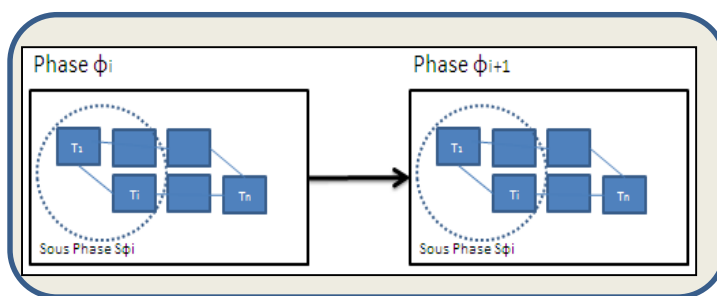 Phase ϕi
T1
Ti
Tn
Sous Phase Sϕi
Phase ϕi+1
T1
Ti
Tn
Sous Phase Sϕi